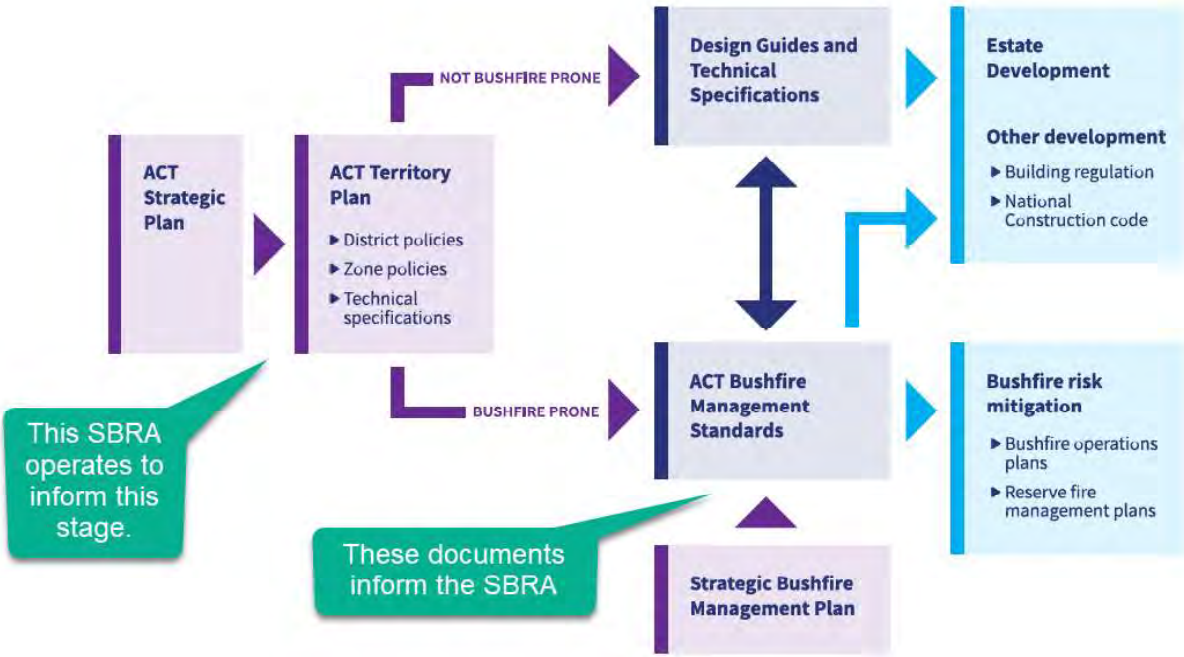 ACT
Strategic
Plan
ACT Territory
Plan
▶ District policies
▶ Zone policies
▶ Technical
specifications
NOT BUSHFIRE PRONE
BUSHFIRE PRONE
Design Guides and
Technical
Specifications
Estate
Development
Other development
▶ Building regulation
▶ National
Construction code
ACT Bushfire
Management
Standards
Bushfire risk
mitigation
▶ Bushfire operations
plans
▶ Reserve fire
management plans
Strategic Bushfire
Management Plan
This SBRA
operates to
inform this
stage.
These documents
inform the SBRA